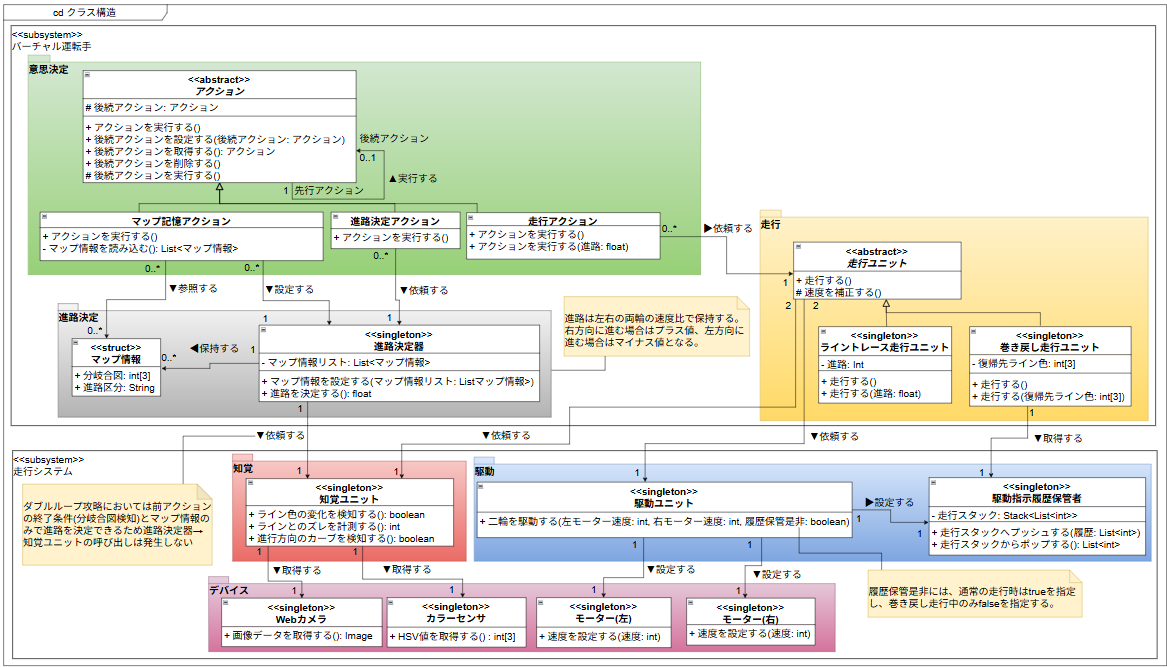 cd クラス構造
<<subsystem>>
バーチャル運転手
意思決定
<<abstract>>
アクション
# 後続アクション: アクション
+ アクションを実行する()
+ 後続アクションを設定する(後続アクション: アクション)
+ 後続アクションを取得する(): アクション
+ 後続アクションを削除する()
# 後続アクションを実行する()
後続アクション
0..1
▲実行する
1
先行アクション
マップ記憶アクション
+ アクションを実行する()
- マップ情報を読み込む(): List<マップ情報>
進路決定アクション
+ アクションを実行する()
走行アクション
+ アクションを実行する()
+ アクションを実行する(進路: float)
0..*
▶依頼する
1
0..*
0..*
0..*
▼参照する
▼設定する
▼依頼する
走行
<<abstract>>
走行ユニット
+ 走行する()
# 速度を補正する()
2
2
進路決定
0..*
1
1
<<struct>>
マップ情報
+ 分岐合図: int[3]
+ 進路区分: String
0..*
◀保持する
1
<<singleton>>
進路決定器
- マップ情報リスト: List<マップ情報>
+ マップ情報を設定する(マップ情報リスト: Listマップ情報>)
+ 進路を決定する(): float
1
進路は左右の両輪の速度比で保持する。
右方向に進む場合はプラス値、左方向に
進む場合はマイナス値となる。
<<singleton>>
ライントレース走行ユニット
- 進路: Int
+ 走行する()
+ 走行する(進路: float)
<<singleton>>
巻き戻し走行ユニット
- 復帰先ライン色: int[3]
+ 走行する()
+ 走行する(復帰先ライン色: int[3])
1
▼依頼する
▼依頼する
▼依頼する
▼取得する
<<subsystem>>
走行システム
ダブルループ攻略においては前アクション
の終了条件(分岐合図検知)とマップ情報のみ
で進路を決定できるため進路決定器→
知覚ユニットの呼び出しは発生しない
知覚
1
1
<<singleton>>
知覚ユニット
+ ライン色の変化を検知する(): boolean
+ ラインとのズレを計測する(): int
+ 進行方向のカーブを検知する(): boolean
1
1
駆動
1
<<singleton>>
駆動ユニット
+ 二輪を駆動する(左モーター速度: int, 右モーター速度: int, 履歴保管是非: boolean)
1
1
1
▶設定する
1
1
<<singleton>>
駆動指示履歴保管者
- 走行スタック: Stack<List<int>>
+ 走行スタックへプッシュする(履歴: List<int>)
+ 走行スタックからポップする(): List<int>
▼取得する
▼取得する
▼設定する
▼設定する
デバイス
1
1
1
1
<<singleton>>
Webカメラ
+ 画像データを取得する(): Image
<<singleton>>
カラーセンサ
+ HSV値を取得する() : int[3]
<<singleton>>
モーター(左)
+ 速度を設定する(速度: int)
<<singleton>>
モーター(右)
+ 速度を設定する(速度: int)
履歴保管是非には、通常の走行時はtrueを指定
し、巻き戻し走行中のみfalseを指定する。